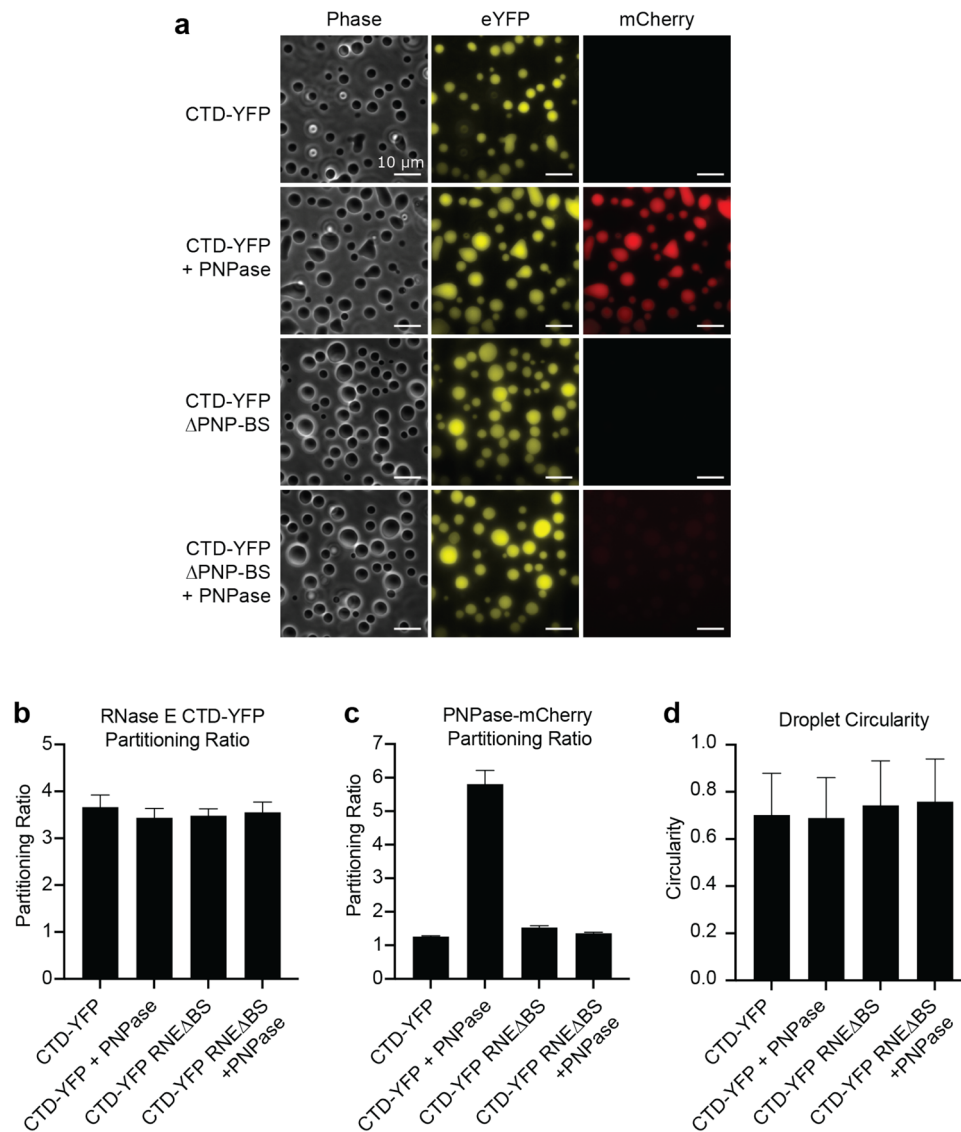 a
Phase eYFP mCherry
CTD-YFP
10 μm
CTD-YFP
+ PNPase
CTD-YFP
ΔPNP-BS
CTD-YFP
ΔPNP-BS
+ PNPase
b
RNase E CTD-YFP
Partitioning Ratio
Partitioning Ratio
5
4
3
2
1
0
CTD-YFP
CTD-YFP + PNPase
CTD-YFP RNEΔBS
CTD-YFP RNEΔBS
+PNPase
c
PNPase-mCherry
Partitioning Ratio
Partitioning Ratio
7
6
5
4
3
2
1
0
CTD-YFP
CTD-YFP + PNPase
CTD-YFP RNEΔBS
CTD-YFP RNEΔBS
+PNPase
d
Droplet Circularity
Circularity
1.0
0.8
0.6
0.4
0.2
0.0
CTD-YFP
CTD-YFP + PNPase
CTD-YFP RNEΔBS
CTD-YFP RNEΔBS
+PNPase